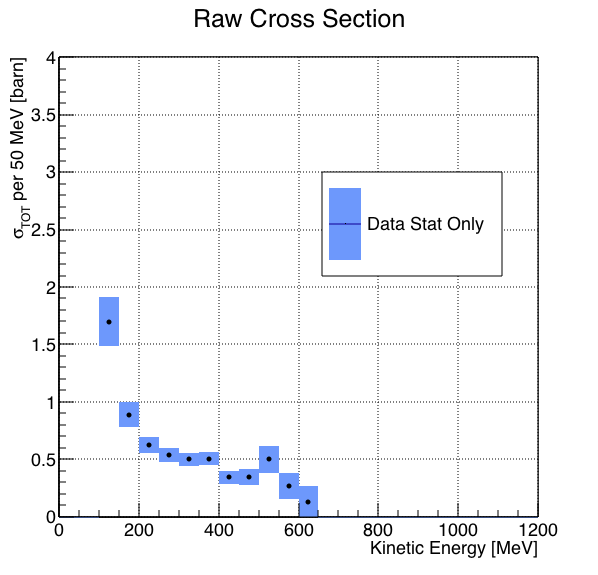 Raw Cross Section
σTOT per 50 MeV [barn]
4
3.5
3
2.5
2
1.5
1
0.5
0
Data Stat Only
0 200 400 600 800 1000 1200
Kinetic Energy [MeV]